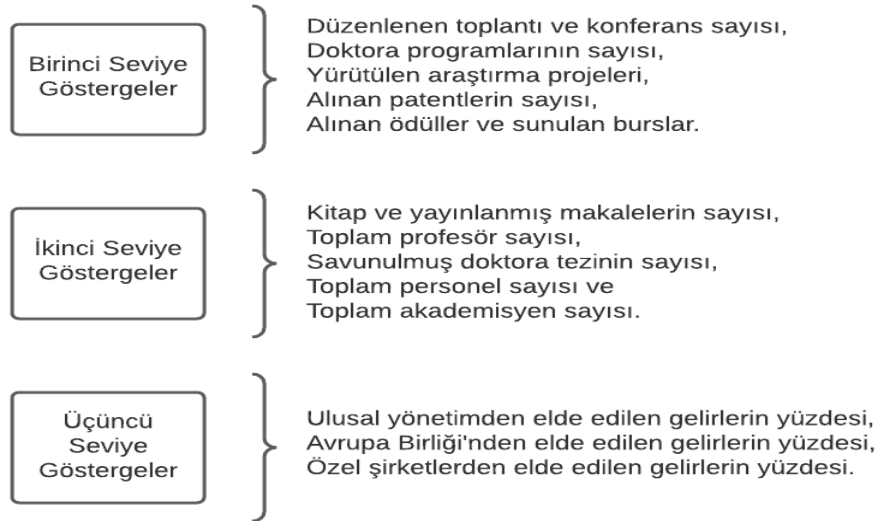 Birinci Seviye
Göstergeler
Düzenlenen toplantı ve konferans sayısı,
Doktora programlarının sayısı,
Yürütülen araştırma projeleri,
Alınan patentlerin sayısı,
Alınan ödüller ve sunulan burslar.
İkinci Seviye
Göstergeler
Kitap ve yayınlanmış makalelerin sayısı,
Toplam profesör sayısı,
Savunulmuş doktora tezinin sayısı,
Toplam personel sayısı ve
Toplam akademisyen sayısı.
Üçüncü
Seviye
Göstergeler
Ulusal yönetimden elde edilen gelirlerin yüzdesi,
Avrupa Birliği'nden elde edilen gelirlerin yüzdesi,
Özel şirketlerden elde edilen gelirlerin yüzdesi.